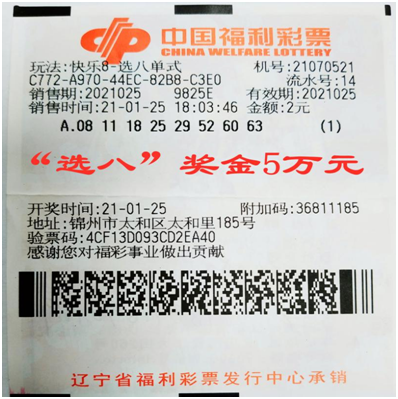 中国福利彩票
CHINA WELFARE LOTTERY
玩法:快乐8-选八单式 机号:21070521
C772-A970-44EC-82B8-C3E0 流水号:14
销售期:2021025 9825E 有效期:2021025
销售时间:21-01-25 18:03:46 金额:2元
A.08 11 18 25 29 52 60 63 (1)
“选八”奖金5万元
开奖时间:21-01-25 附加码:36811185
地址:锦州市太和区太和里185号
验票码:4CF13D093CD2EA40
感谢您对福彩事业做出贡献
辽宁省福利彩票发行中心承销